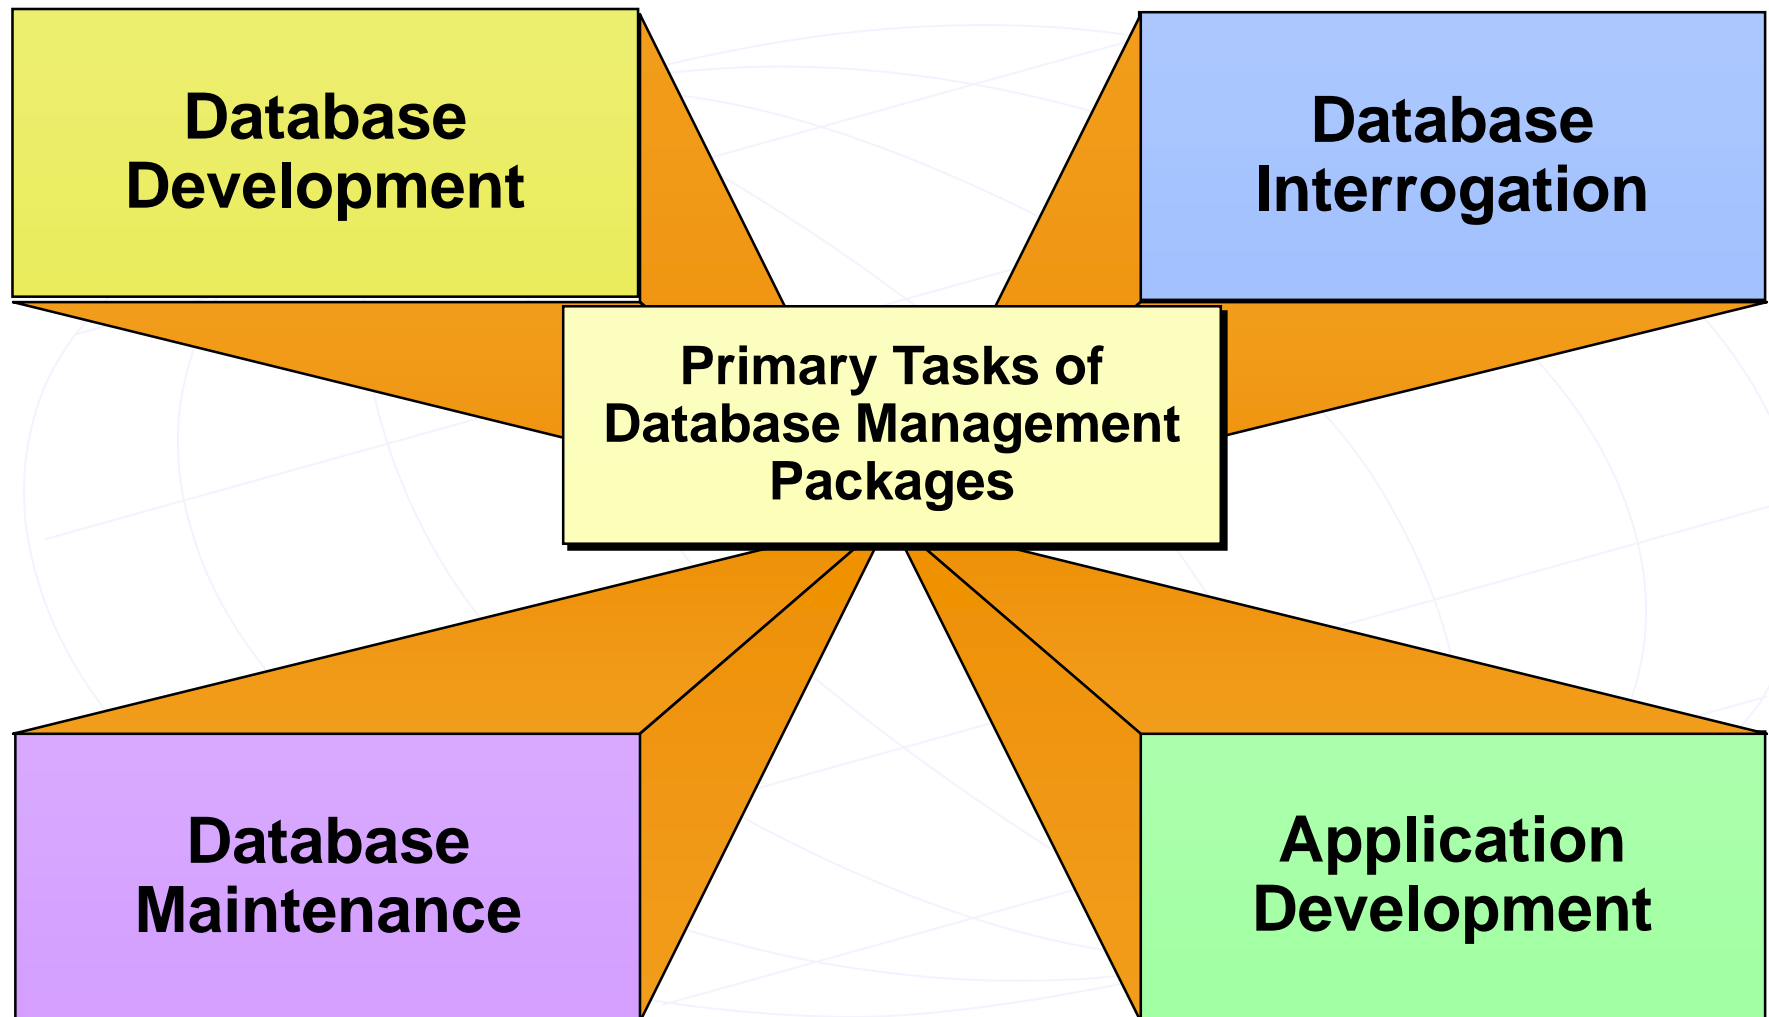 Database
Development
Database
Interrogation
Primary Tasks of
Database Management
Packages
Database
Maintenance
Application
Development